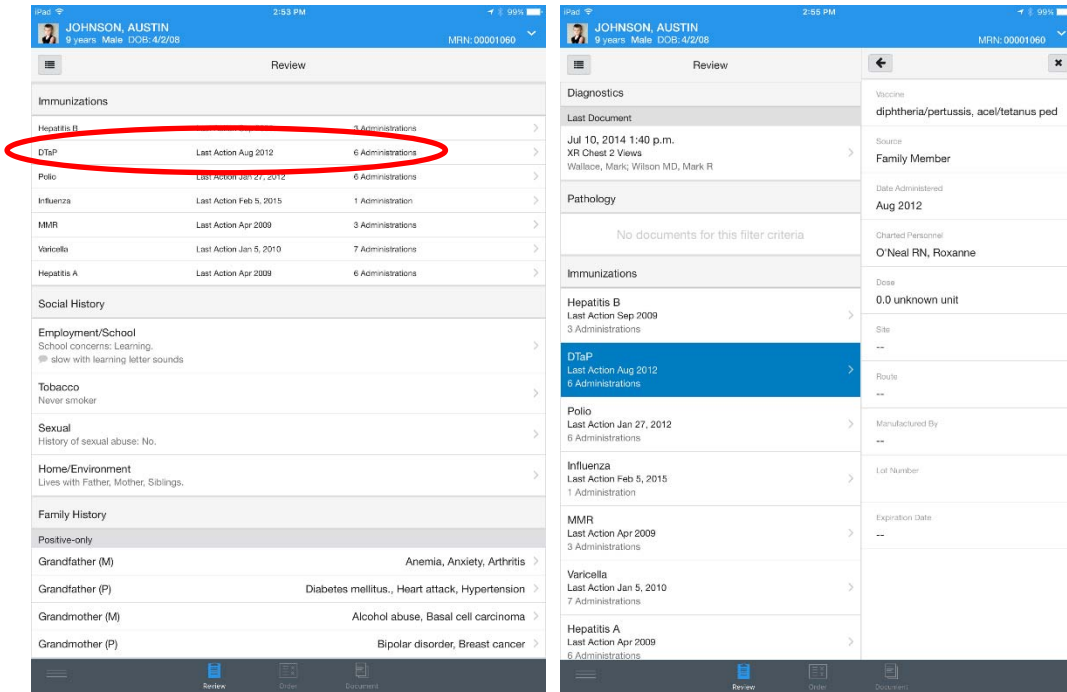 iPad 2:53 PM 99%
JOHNSON, AUSTIN
9 years Male DOB:4/2/08 MRN:00001060
Review
Immunizations
Hepatitis B 3 Administrations
DTaP Last Action Aug 2012 6 Administrations
Polio Last Action Jan 27, 2012 6 Administrations
Influenza Last Action Feb 5, 2015 1 Administration
MMR Last Action Apr 2009 3 Administrations
Varicella Last Action Jan 5, 2010 7 Administrations
Hepatitis A Last Action Apr 2009 6 Administrations
Social History
Employment/School
School concerns: Learning.
slow with learning letter sounds
Tobacco
Never smoker
Sexual
History of sexual abuse: No.
Home/Environment
Lives with Father, Mother, Siblings.
Family History
Positive-only
Grandfather (M) Anemia, Anxiety, Arthritis
Grandfather (P) Diabetes mellitus., Heart attack, Hypertension
Grandmother (M) Alcohol abuse, Basal cell carcinoma
Grandmother (P) Bipolar disorder, Breast cancer
Review Order Document
iPad 2:55 PM 99%
JOHNSON, AUSTIN
9 years Male DOB:4/2/08 MRN:00001060
Review
Diagnostics
Last Document
Jul 10, 2014 1:40 p.m.
XR Chest 2 Views
Wallace, Mark; Wilson MD, Mark R
Pathology
No documents for this filter criteria
Immunizations
Hepatitis B
Last Action Sep 2009
3 Administrations
DTaP
Last Action Aug 2012
6 Administrations
Polio
Last Action Jan 27, 2012
6 Administrations
Influenza
Last Action Feb 5, 2015
1 Administration
MMR
Last Action Apr 2009
3 Administrations
Varicella
Last Action Jan 5, 2010
7 Administrations
Hepatitis A
Last Action Apr 2009
6 Administrations
Vaccine
diphtheria/pertussis, acel/tetanus ped
Source
Family Member
Date Administered
Aug 2012
Charted Personnel
O'Neal RN, Roxanne
Dose
0.0 unknown unit
Site
--
Route
--
Manufactured By
--
Lot Number
Expiration Date
--
Review Order Document